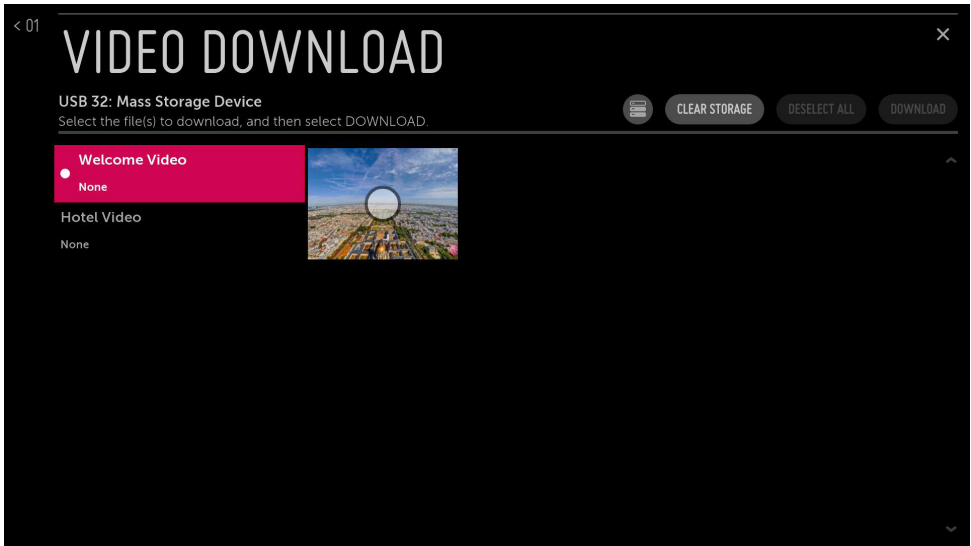 < 01
VIDEO DOWNLOAD
USB 32: Mass Storage Device
Select the file(s) to download, and then select DOWNLOAD.
CLEAR STORAGE
DESELECT ALL
DOWNLOAD
Welcome Video
None
Hotel Video
None